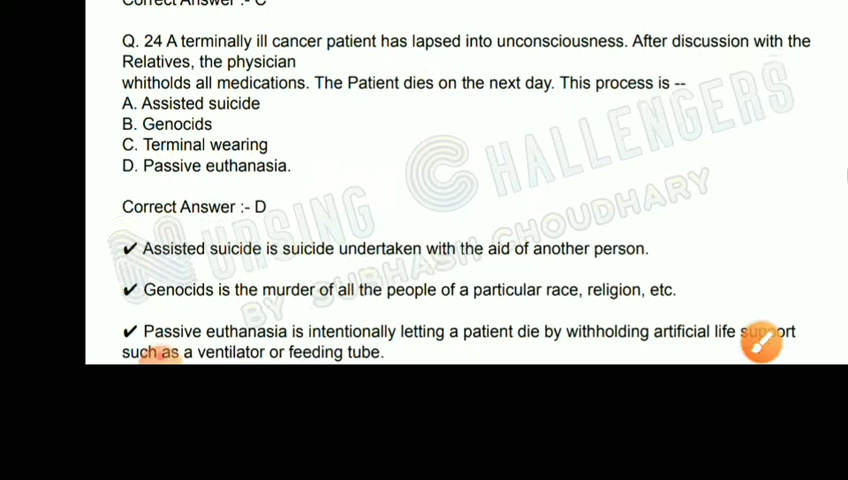 Correct Answer :- C
Q. 24 A terminally ill cancer patient has lapsed into unconsciousness. After discussion with the
Relatives, the physician
whitholds all medications. The Patient dies on the next day. This process is --
A. Assisted suicide
B. Genocids
C. Terminal wearing
D. Passive euthanasia.
Correct Answer :- D
✔ Assisted suicide is suicide undertaken with the aid of another person.
✔ Genocids is the murder of all the people of a particular race, religion, etc.
✔ Passive euthanasia is intentionally letting a patient die by withholding artificial life support
such as a ventilator or feeding tube.
NURSING CHALLENGERS
BY SUBHASH CHOUDHARY